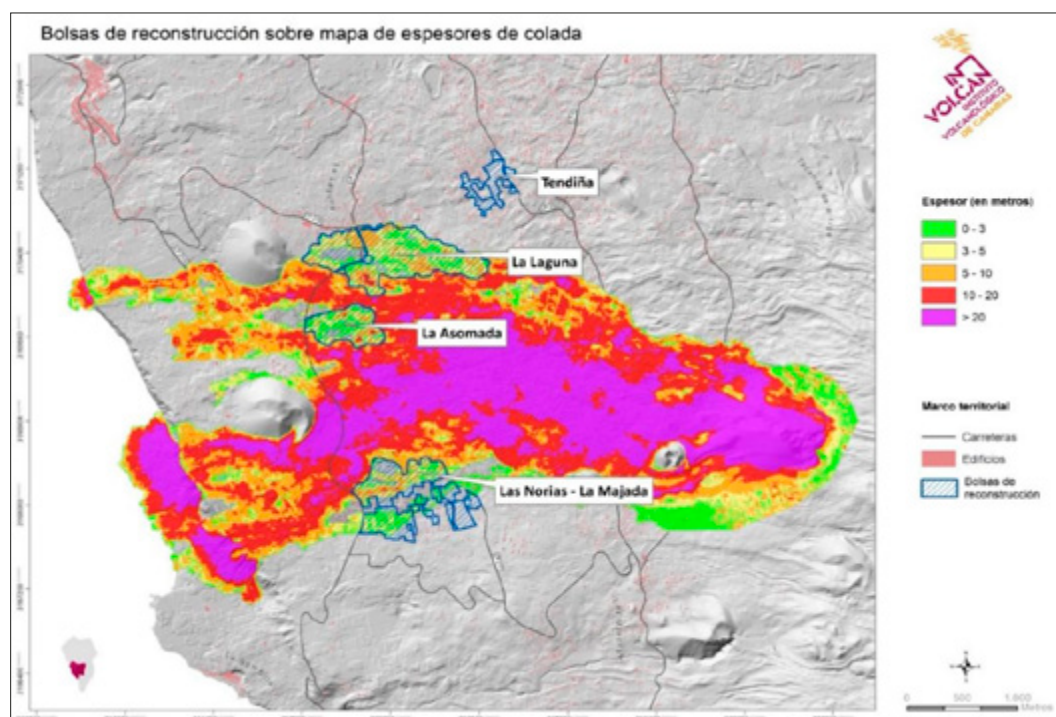 Bolsas de reconstrucción sobre mapa de espesores de colada
IN
VOLCAN
INSTITUTO
VOLCANOLÓGICO
DE CANARIAS
Tendiña
La Laguna
La Asomada
Las Norias - La Majada
Espesor (en metros)
0 - 3
3 - 5
5 - 10
10 - 20
> 20
Marco territorial
Carreteras
Edificios
Bolsas de
reconstrucción
0 500 1.000
Metros